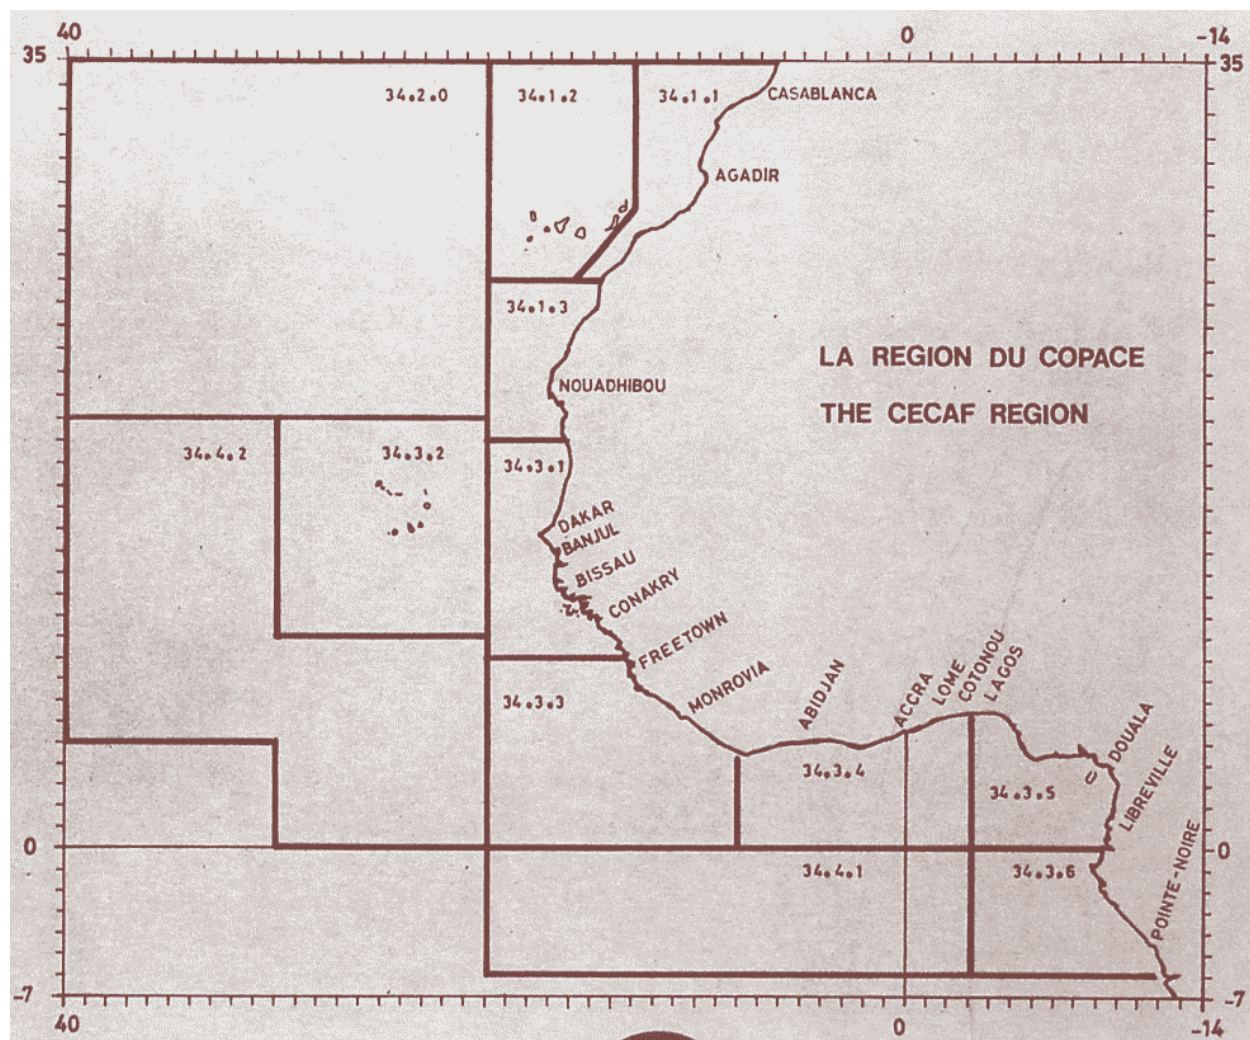 40 0 -14
35 35
34.2.0 34.1.2 34.1.1 CASABLANCA
AGADIR
34.1.3
LA REGION DU COPACE
NOUADHIBOU
THE CECAF REGION
34.4.2 34.3.2 34.3.1
DAKAR
BANJUL
BISSAU
CONAKRY
FREETOWN
MONROVIA
ABIDJAN
ACCRA
LOME
COTONOU
LAGOS
34.3.3
DOUALA
LIBREVILLE
34.3.4
34.3.5
0 0
34.4.1 34.3.6
POINTE-NOIRE
-7 -7
40 0 -14